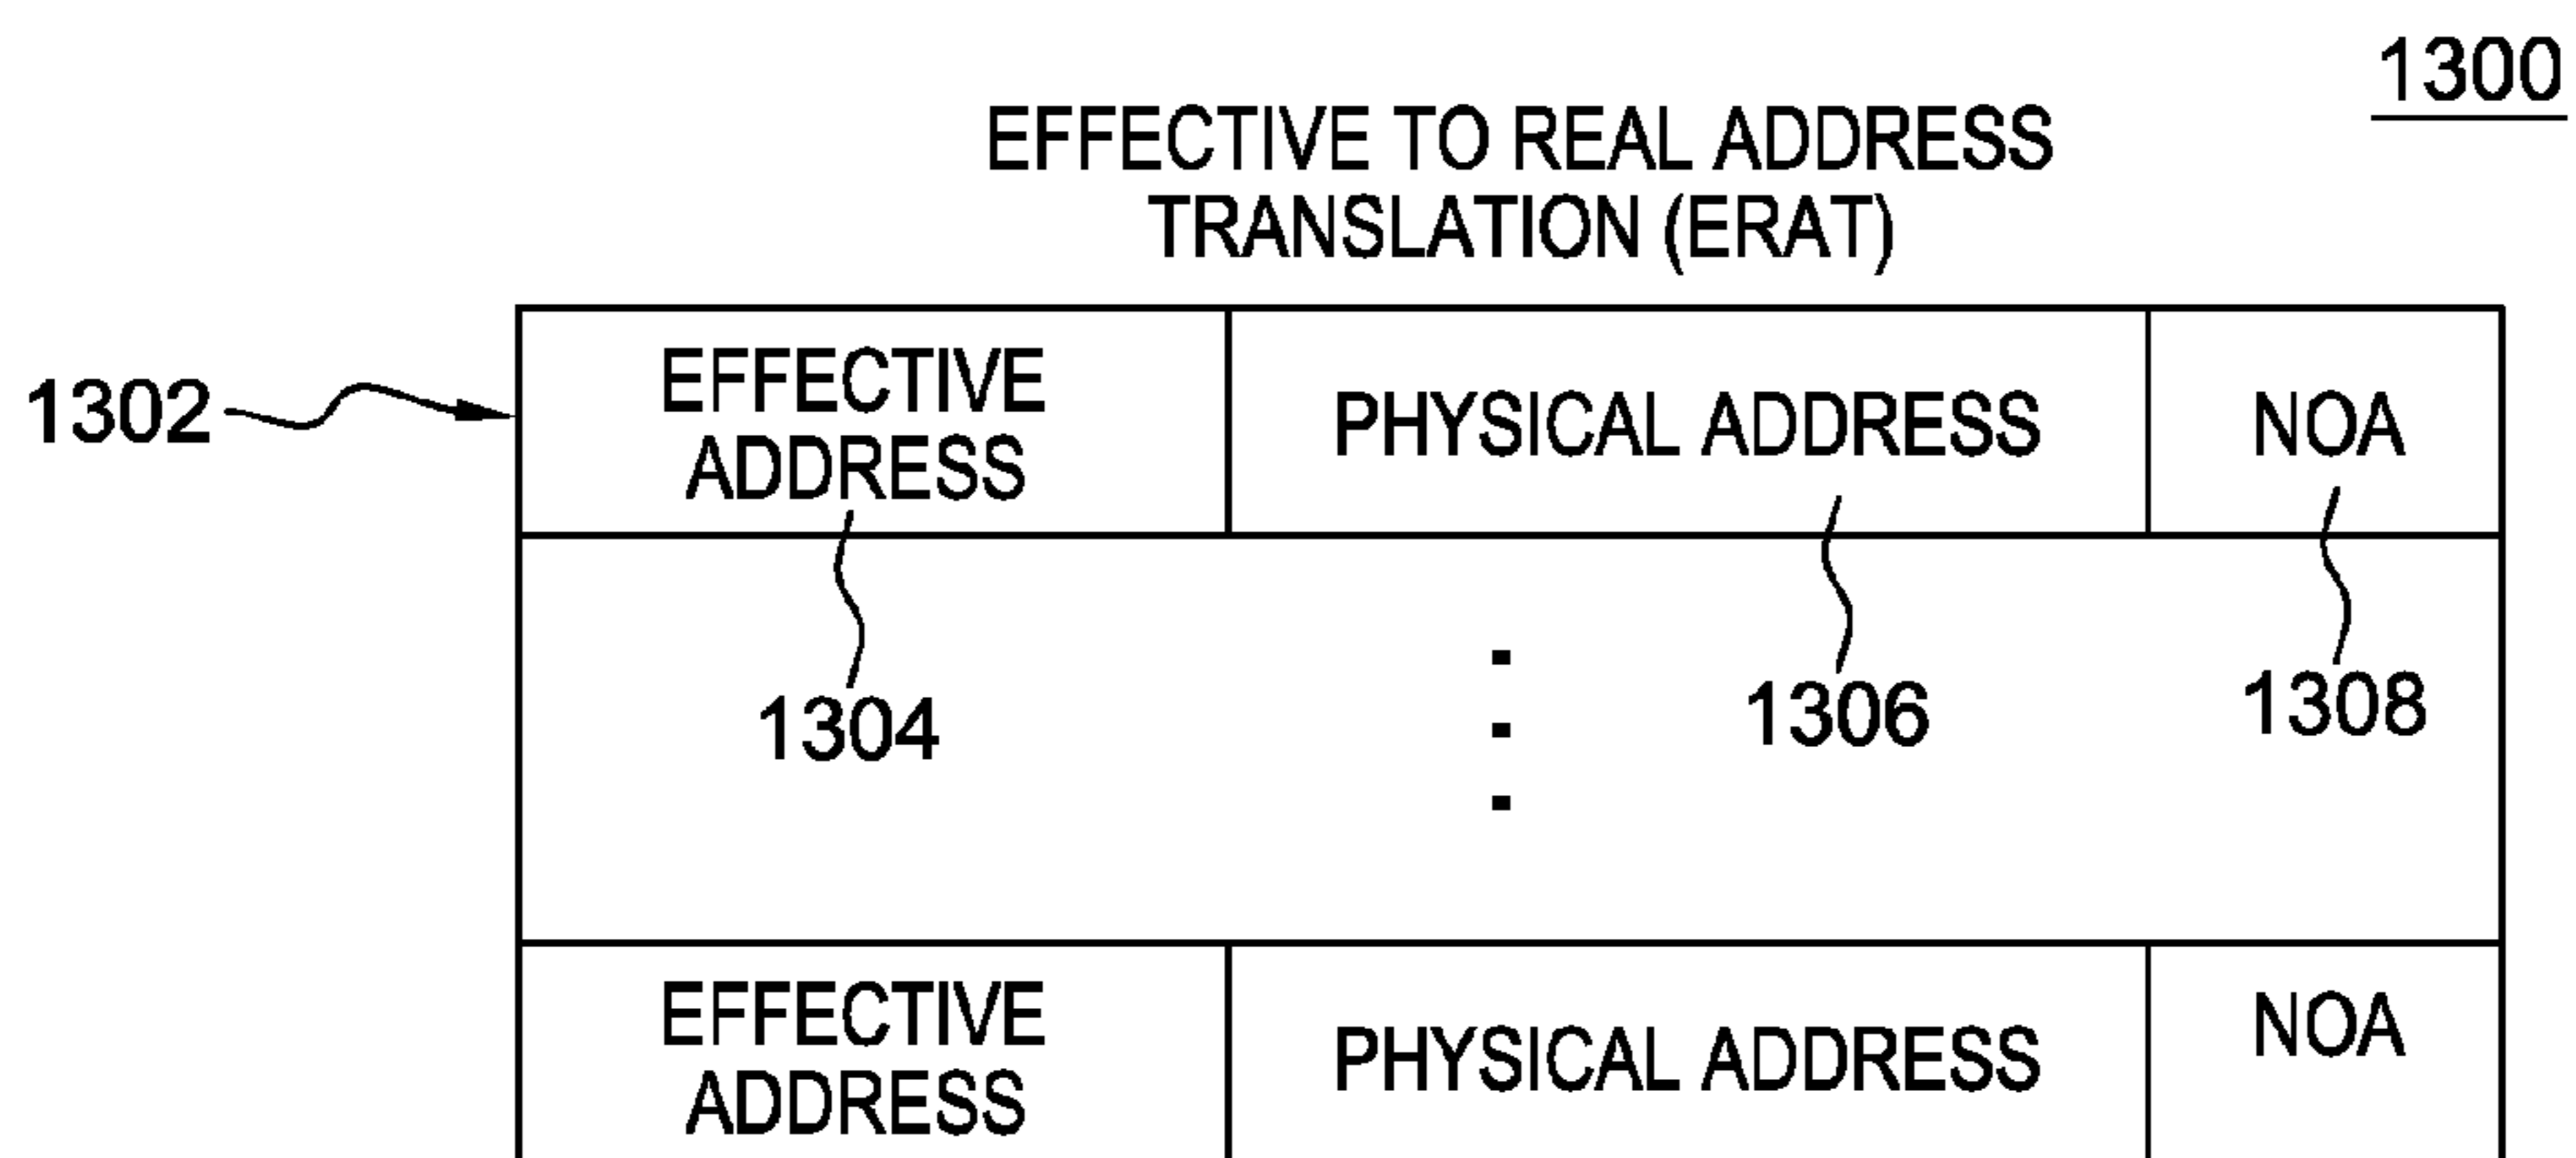 1300
EFFECTIVE TO REAL ADDRESS
TRANSLATION (ERAT)
1302
EFFECTIVE
ADDRESS
PHYSICAL ADDRESS
NOA
1304
1306
1308
EFFECTIVE
ADDRESS
PHYSICAL ADDRESS
NOA